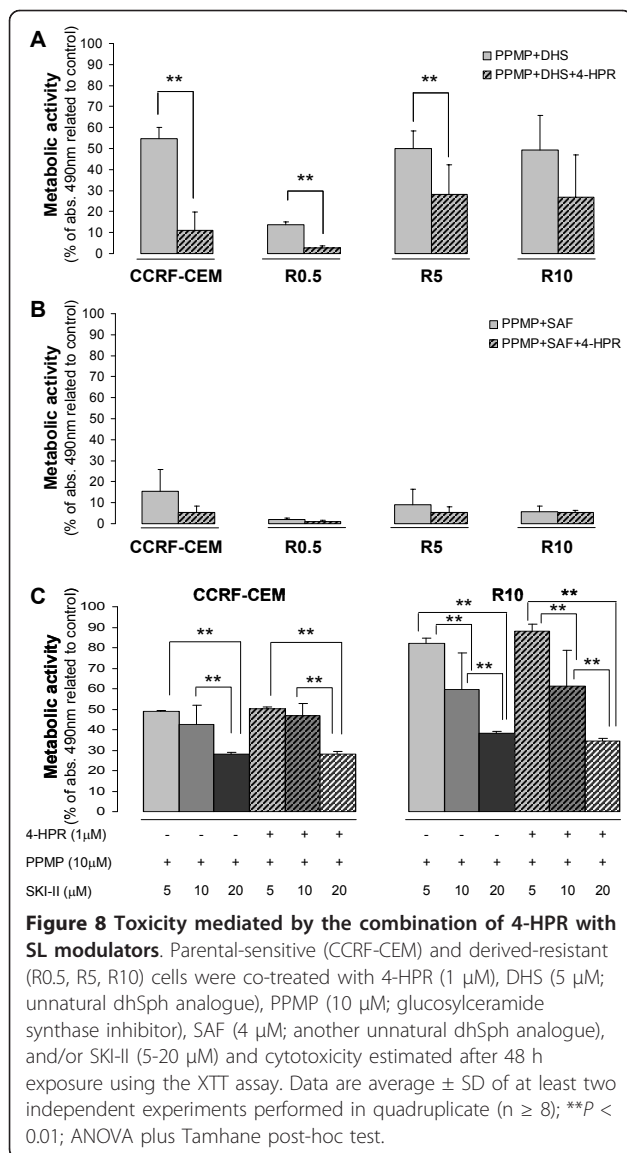 A
Metabolic activity
(% of abs. 490nm related to control)
100
90
80
70
60
50
40
30
20
10
0
PPMP+DHS
PPMP+DHS+4-HPR
**
**
**
CCRF-CEM R0.5 R5 R10
B
Metabolic activity
(% of abs. 490nm related to control)
100
90
80
70
60
50
40
30
20
10
0
PPMP+SAF
PPMP+SAF+4-HPR
CCRF-CEM R0.5 R5 R10
C
CCRF-CEM R10
Metabolic activity
(% of abs. 490nm related to control)
100
90
80
70
60
50
40
30
20
10
0
** ** ** **
** ** ** ** ** **
4-HPR (1µM) - - - + + + - - - + + +
PPMP (10µM) + + + + + + + + + + + +
SKI-II (µM) 5 10 20 5 10 20 5 10 20 5 10 20
Figure 8 Toxicity mediated by the combination of 4-HPR with
SL modulators. Parental-sensitive (CCRF-CEM) and derived-resistant
(R0.5, R5, R10) cells were co-treated with 4-HPR (1 µM), DHS (5 µM;
unnatural dhSph analogue), PPMP (10 µM; glucosylceramide
synthase inhibitor), SAF (4 µM; another unnatural dhSph analogue),
and/or SKI-II (5-20 µM) and cytotoxicity estimated after 48 h
exposure using the XTT assay. Data are average ± SD of at least two
independent experiments performed in quadruplicate (n ≥ 8); **P <
0.01; ANOVA plus Tamhane post-hoc test.